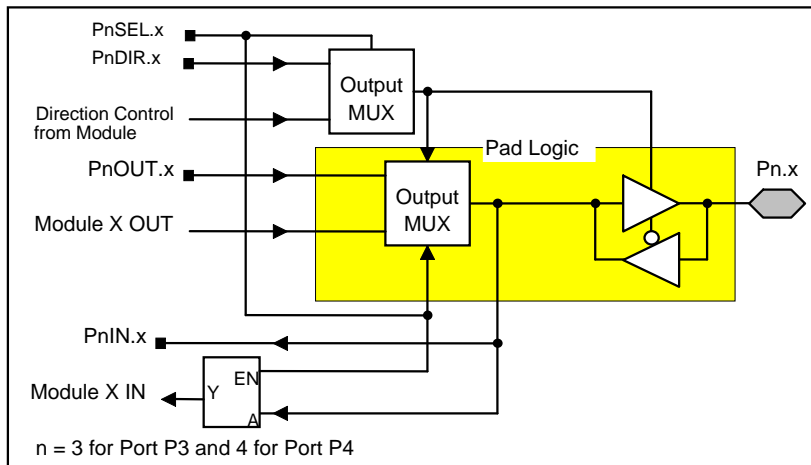 PnSEL.x
PnDIR.x
Output
MUX
Direction Control
from Module
Pad Logic
PnOUT.x
Pn.x
Output
MUX
Module X OUT
PnIN.x
EN
Module X IN
Y
A
n = 3 for Port P3 and 4 for Port P4